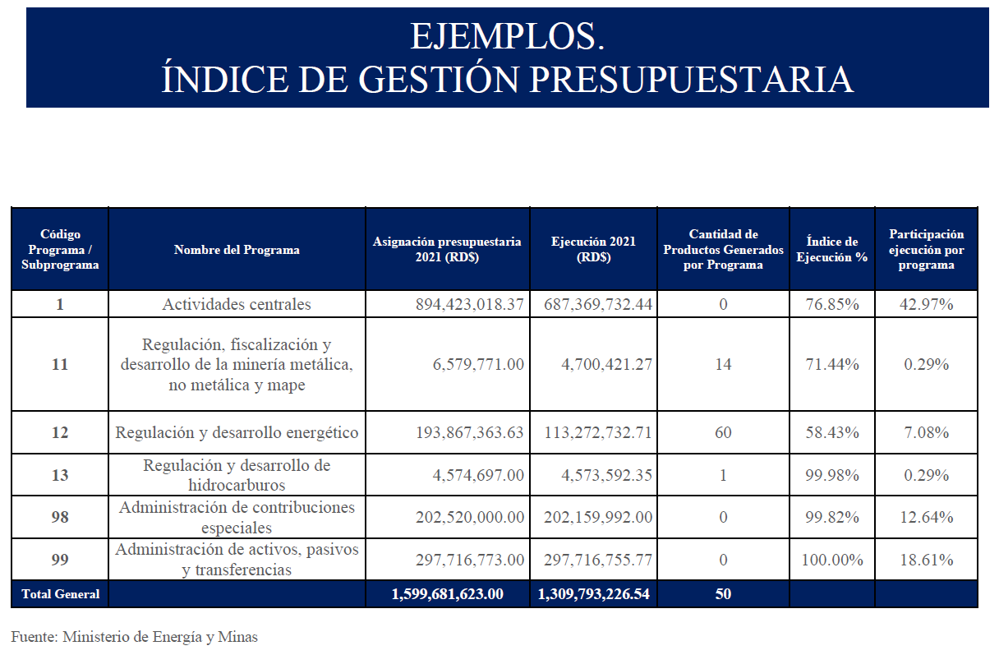 EJEMPLOS.
ÍNDICE DE GESTIÓN PRESUPUESTARIA
Código
Programa /
Subprograma
Nombre del Programa
Asignación presupuestaria
2021 (RD$)
Ejecución 2021
(RD$)
Cantidad de
Productos Generados
por Programa
Índice de
Ejecución %
Participación
ejecución por
programa
1
Actividades centrales
894,423,018.37
687,369,732.44
0
76.85%
42.97%
11
Regulación, fiscalización y
desarrollo de la minería metálica,
no metálica y mape
6,579,771.00
4,700,421.27
14
71.44%
0.29%
12
Regulación y desarrollo energético
193,867,363.63
113,272,732.71
60
58.43%
7.08%
13
Regulación y desarrollo de
hidrocarburos
4,574,697.00
4,573,592.35
1
99.98%
0.29%
98
Administración de contribuciones
especiales
202,520,000.00
202,159,992.00
0
99.82%
12.64%
99
Administración de activos, pasivos
y transferencias
297,716,773.00
297,716,755.77
0
100.00%
18.61%
Total General
1,599,681,623.00
1,309,793,226.54
50
Fuente: Ministerio de Energía y Minas